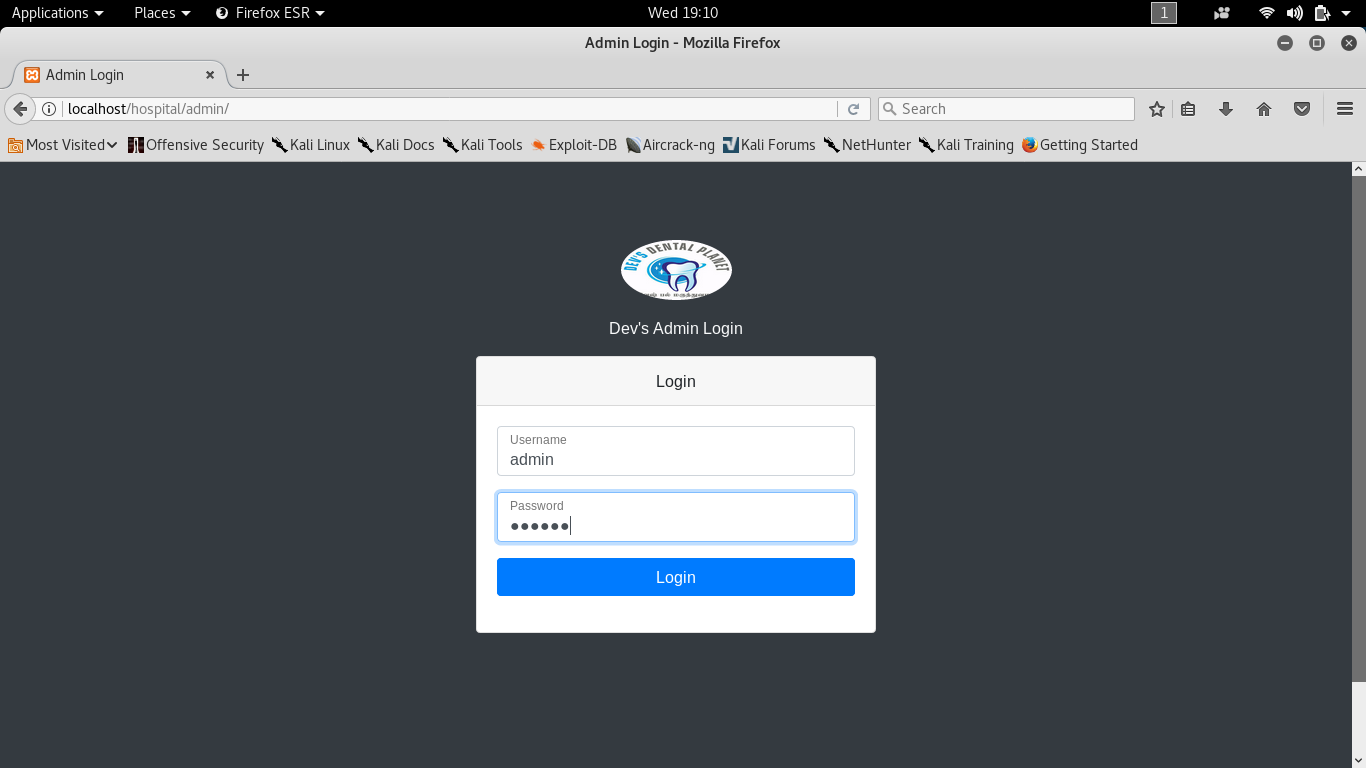 Applications Places Firefox ESR Wed 19:10 1
Admin Login - Mozilla Firefox
Admin Login
localhost/hospital/admin/ Search
Most Visited Offensive Security Kali Linux Kali Docs Kali Tools Exploit-DB Aircrack-ng Kali Forums NetHunter Kali Training Getting Started
DEV'S DENTAL PLANET
Dev's Admin Login
Login
Username
admin
Password
●●●●●●
Login